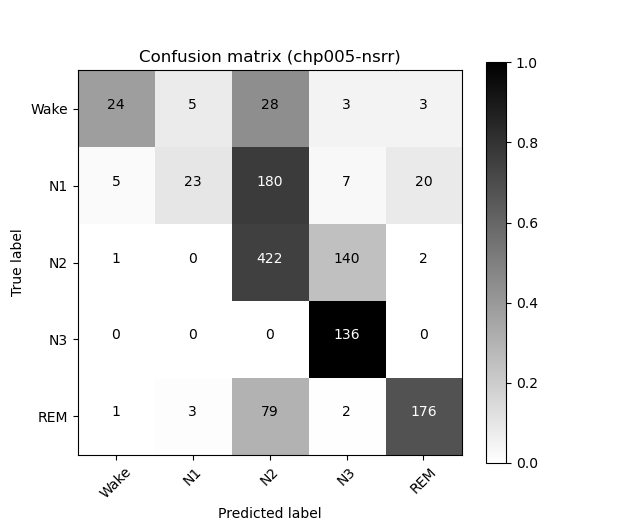 Confusion matrix (chp005-nsrr)
1.0
Wake 24 5 28 3 3
0.8
N1 5 23 180 7 20
0.6
True label
N2 1 0 422 140 2
0.4
N3 0 0 0 136 0
0.2
REM 1 3 79 2 176
0.0
Wake N1 N2 N3 REM
Predicted label